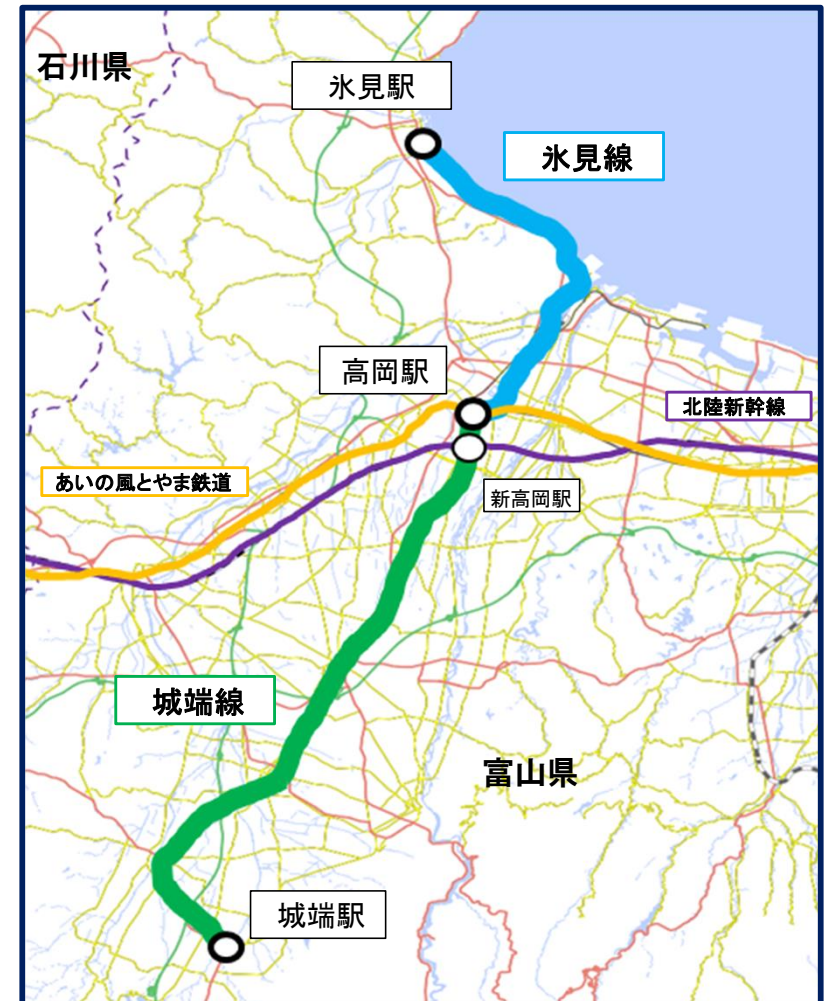 石川県
氷見駅
氷見線
高岡駅
北陸新幹線
あいの風とやま鉄道
新高岡駅
城端線
富山県
城端駅